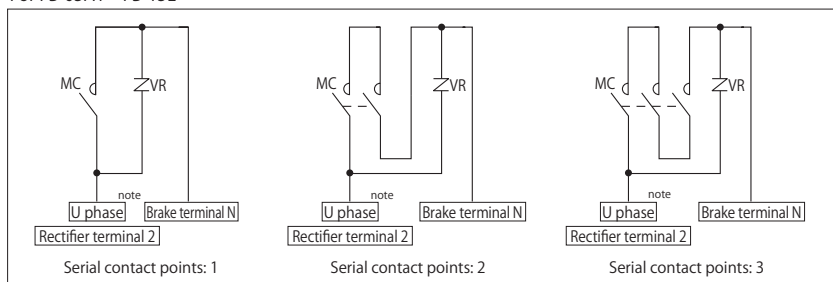 MC VR MC VR MC VR
note note note
U phase Brake terminal N U phase Brake terminal N U phase Brake terminal N
Rectifier terminal 2 Rectifier terminal 2 Rectifier terminal 2
Serial contact points: 1 Serial contact points: 2 Serial contact points: 3